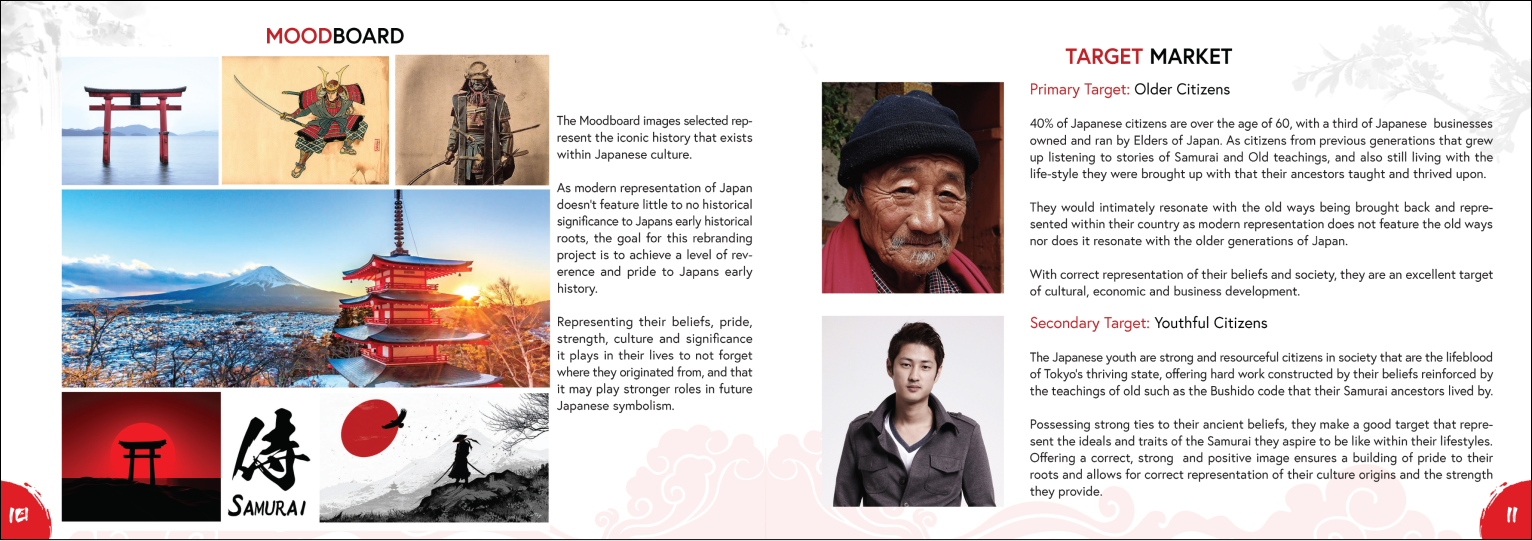 MOODBOARD
侍
SAMURAI
The Moodboard images selected rep-
resent the iconic history that exists
within Japanese culture.
As modern representation of Japan
doesn't feature little to no historical
significance to Japans early historical
roots, the goal for this rebranding
project is to achieve a level of rev-
erence and pride to Japans early
history.
Representing their beliefs, pride,
strength, culture and significance
it plays in their lives to not forget
where they originated from, and that
it may play stronger roles in future
Japanese symbolism.
TARGET MARKET
Primary Target: Older Citizens
40% of Japanese citizens are over the age of 60, with a third of Japanese businesses
owned and ran by Elders of Japan. As citizens from previous generations that grew
up listening to stories of Samurai and Old teachings, and also still living with the
life-style they were brought up with that their ancestors taught and thrived upon.
They would intimately resonate with the old ways being brought back and repre-
sented within their country as modern representation does not feature the old ways
nor does it resonate with the older generations of Japan.
With correct representation of their beliefs and society, they are an excellent target
of cultural, economic and business development.
Secondary Target: Youthful Citizens
The Japanese youth are strong and resourceful citizens in society that are the lifeblood
of Tokyo's thriving state, offering hard work constructed by their beliefs reinforced by
the teachings of old such as the Bushido code that their Samurai ancestors lived by.
Possessing strong ties to their ancient beliefs, they make a good target that repre-
sent the ideals and traits of the Samurai they aspire to be like within their lifestyles.
Offering a correct, strong and positive image ensures a building of pride to their
roots and allows for correct representation of their culture origins and the strength
they provide.
11